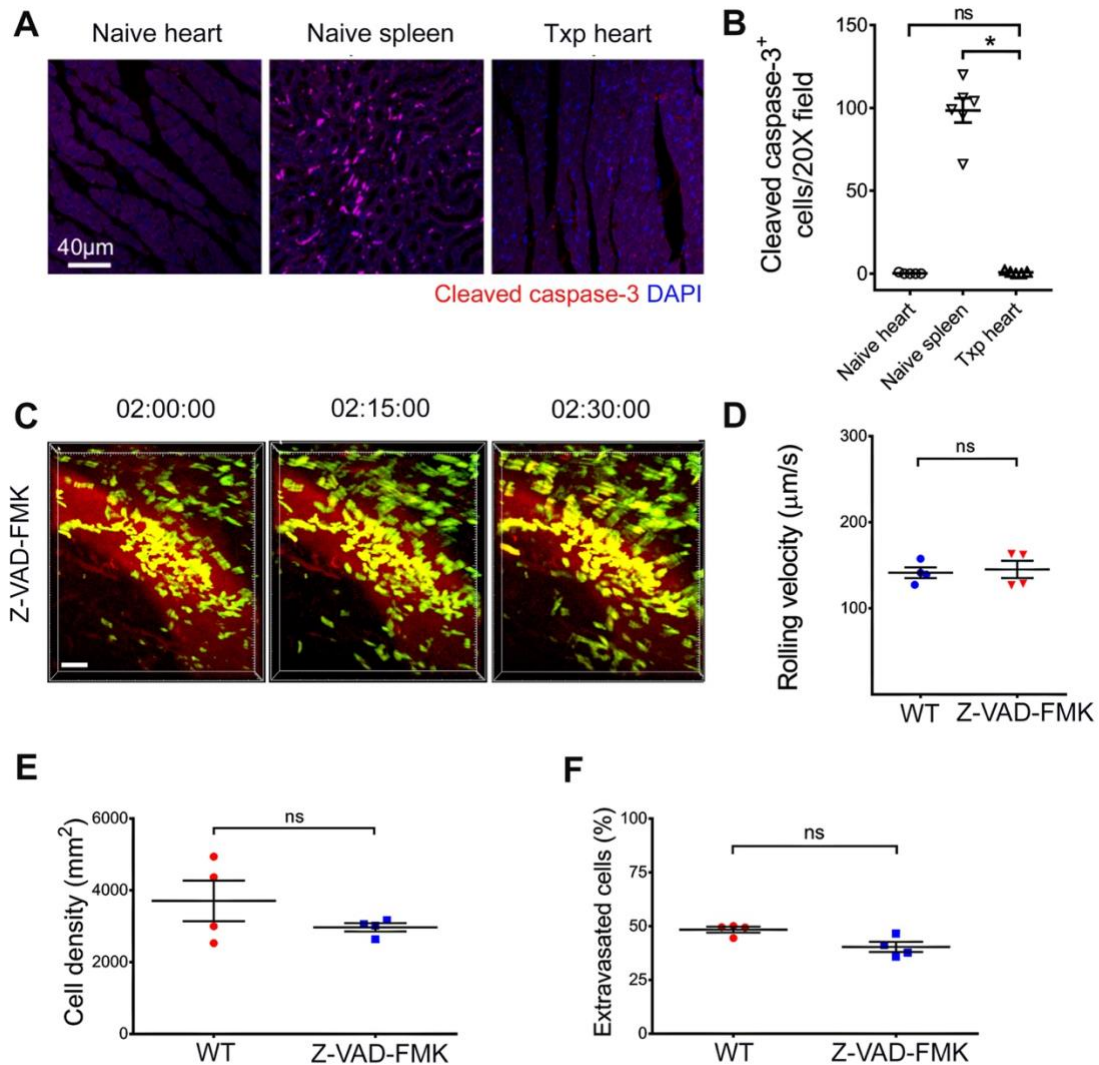 A
Naive heart
Naive spleen
Txp heart
40µm
Cleaved caspase-3 DAPI
B
Cleaved caspase-3+
cells/20X field
150
100
50
0
ns
*
Naive heart
Naive spleen
Txp heart
C
02:00:00
02:15:00
02:30:00
Z-VAD-FMK
D
Rolling velocity (µm/s)
300
200
100
ns
WT
Z-VAD-FMK
E
Cell density (mm2)
6000
4000
2000
0
ns
WT
Z-VAD-FMK
F
Extravasated cells (%)
100
75
50
25
0
ns
WT
Z-VAD-FMK